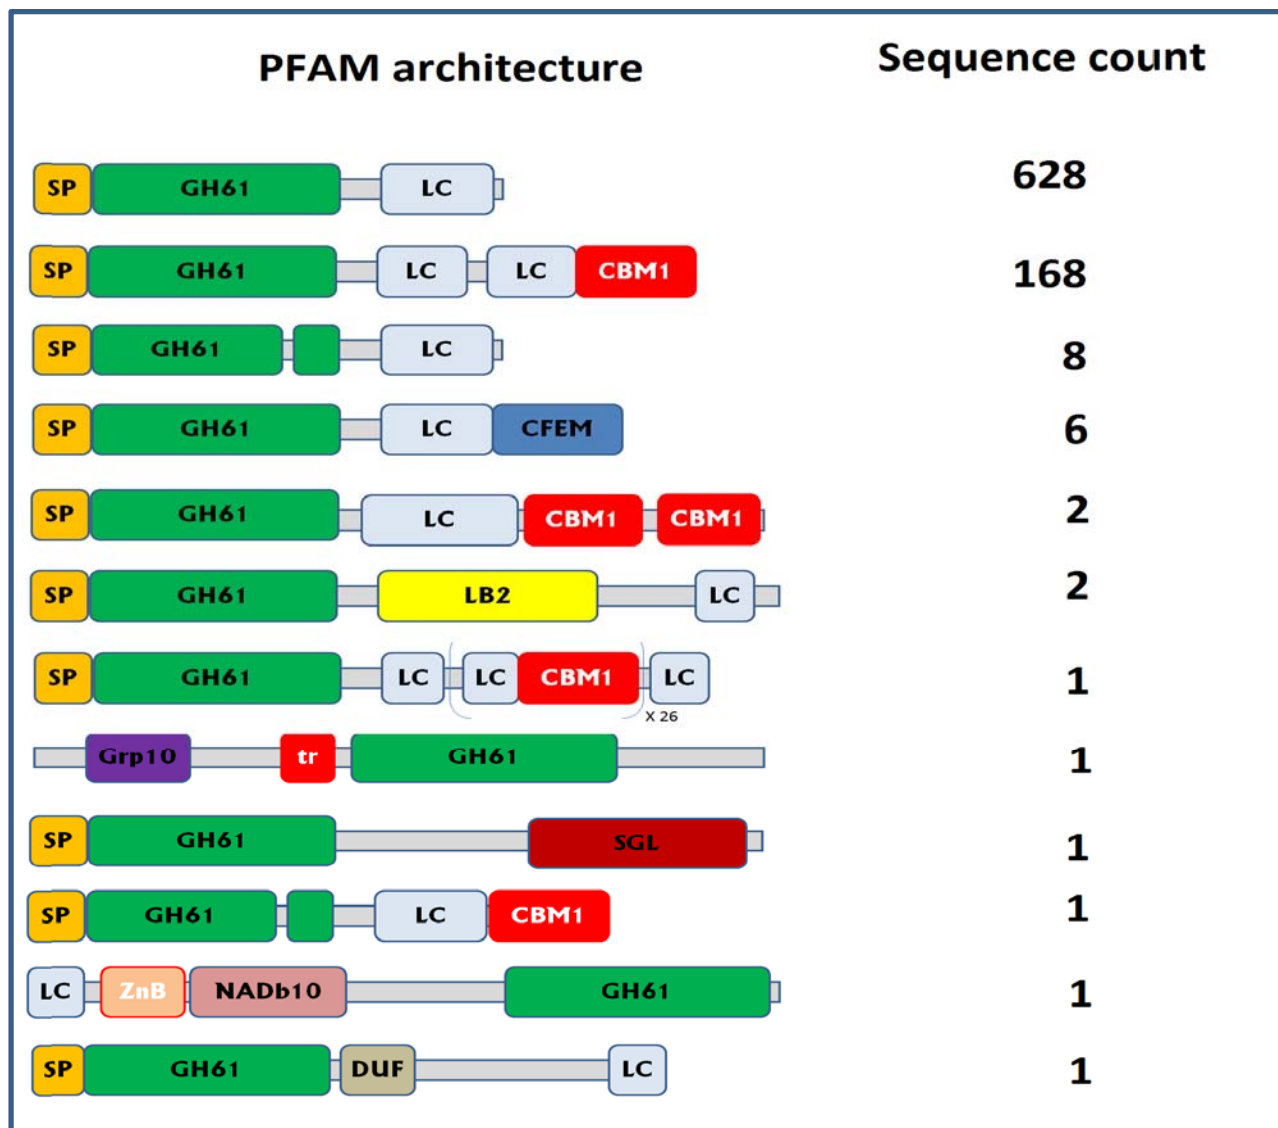 PFAM architecture Sequence count
SP GH61 LC 628
SP GH61 LC LC CBM1 168
SP GH61 LC 8
SP GH61 LC CFEM 6
SP GH61 LC CBM1 CBM1 2
SP GH61 LB2 LC 2
SP GH61 LC LC CBM1 LC 1
X 26
Grp10 tr GH61 1
SP GH61 SGL 1
SP GH61 LC CBM1 1
LC ZnB NADb10 GH61 1
SP GH61 DUF LC 1